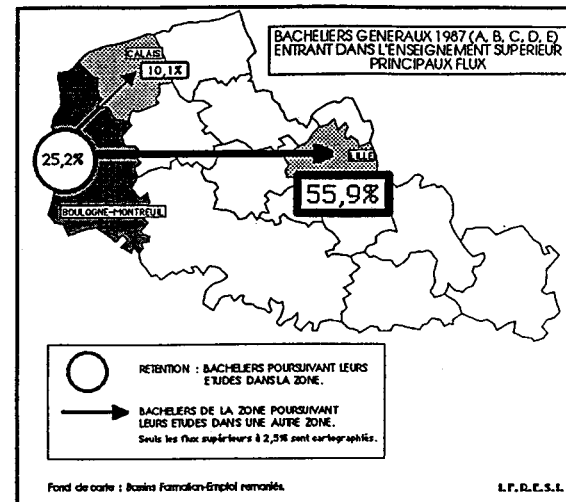 BACHELIERS GENERAUX 1987 (A, B, C, D, E)
ENTRANT DANS L'ENSEIGNEMENT SUPERIEUR
PRINCIPAUX FLUX
CALAIS
10,1%
25,2%
LILLE
55,9%
BOULOGNE-MONTREUIL
RETENTION : BACHELIERS POURSUIVANT LEURS
ETUDES DANS LA ZONE.
BACHELIERS DE LA ZONE POURSUIVANT
LEURS ETUDES DANS UNE AUTRE ZONE.
Seuls les flux supérieurs à 2,5% sont cartographiés.
Fond de carte : Bassins Formation-Emploi remaniés.
I.F.R.E.S.I.